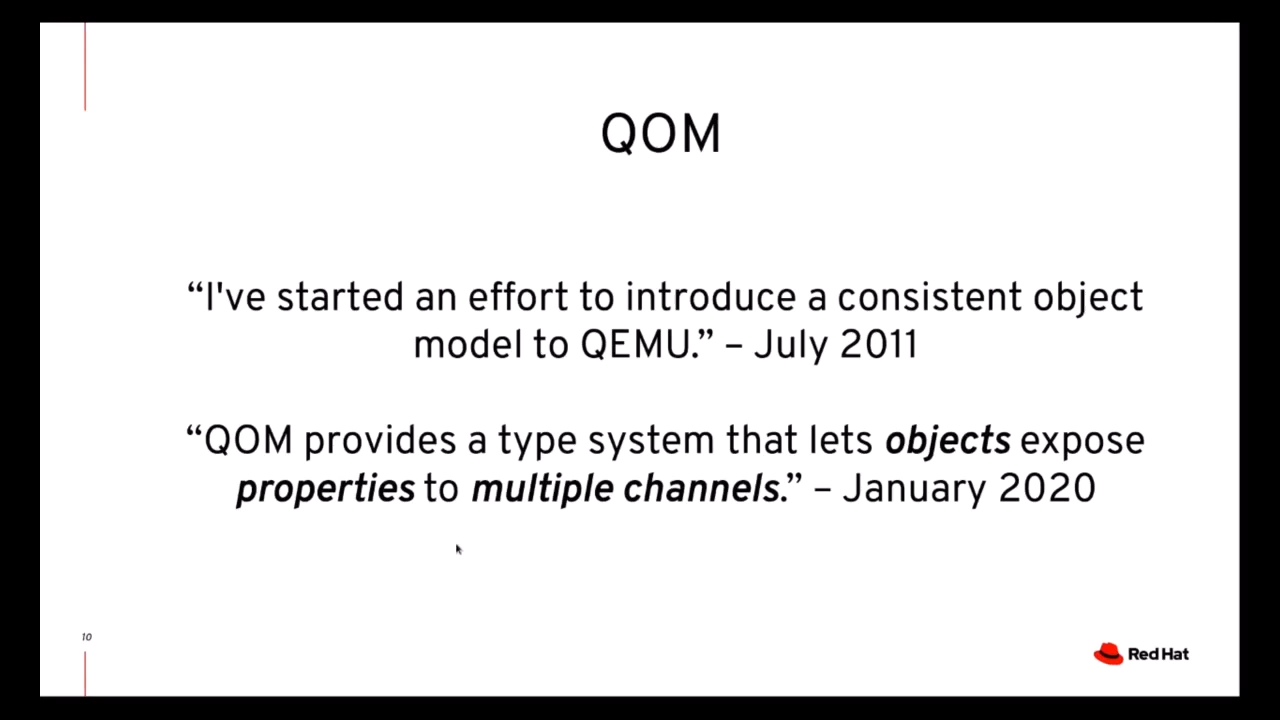 QOM
“I've started an effort to introduce a consistent object
model to QEMU.” – July 2011
“QOM provides a type system that lets objects expose
properties to multiple channels.” – January 2020
10
Red Hat